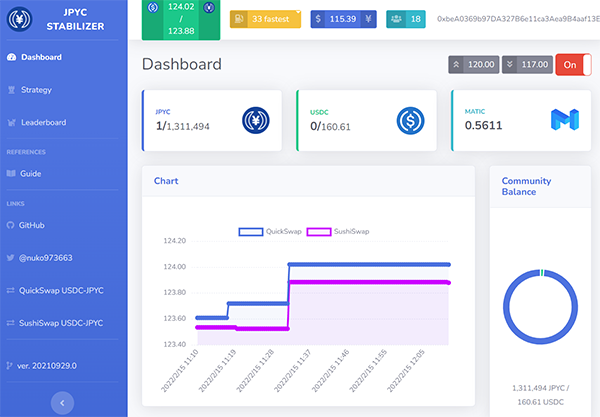 JPYC
STABILIZER
Dashboard
Strategy
Leaderboard
REFERENCES
Guide
LINKS
GitHub
@nuko973663
QuickSwap USDC-JPYC
SushiSwap USDC-JPYC
ver. 20210929.0
124.02
/
123.88
33 fastest
$ 115.39 ¥
18
0xbeA0369b97DA327B6e11ca3Aea9B4aaf13E
Dashboard
120.00
117.00
On
JPYC
1/1,311,494
USDC
0/160.61
MATIC
0.5611
Chart
QuickSwap
SushiSwap
124.20
124.00
123.80
123.60
123.40
2022/2/15 11:10
2022/2/15 11:19
2022/2/15 11:28
2022/2/15 11:37
2022/2/15 11:46
2022/2/15 11:55
2022/2/15 12:05
Community
Balance
1,311,494 JPYC /
160.61 USDC